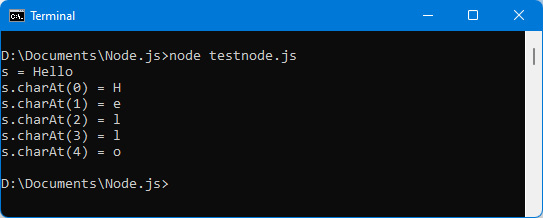 Terminal
D:\Documents\Node.js>node testnode.js
s = Hello
s.charAt(0) = H
s.charAt(1) = e
s.charAt(2) = l
s.charAt(3) = l
s.charAt(4) = o
D:\Documents\Node.js>